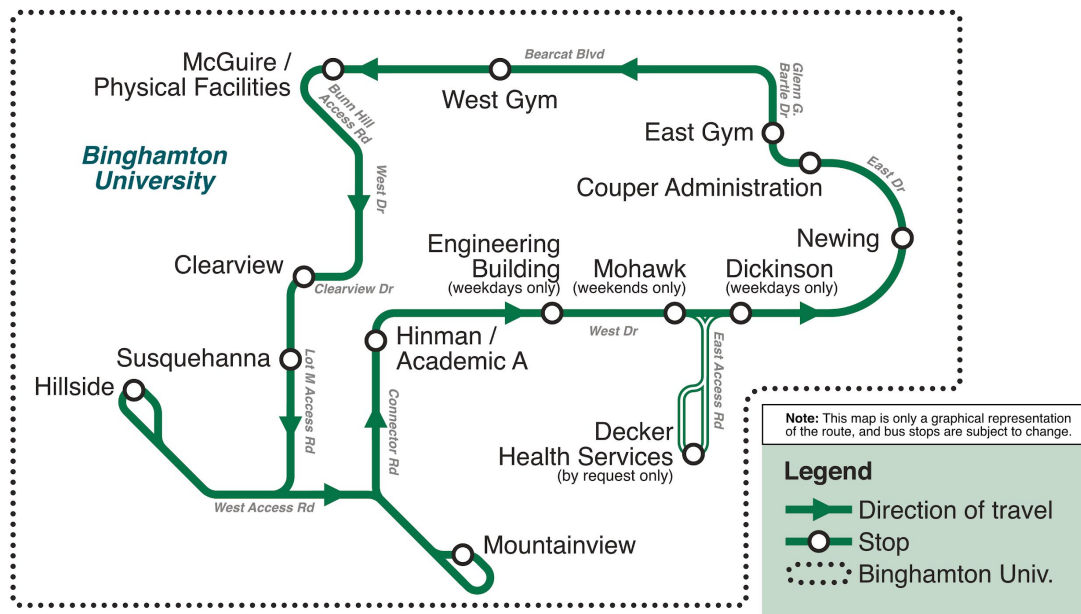 McGuire /
Physical Facilities
Bearcat Blvd
West Gym
Glenn G.
Bartle Dr
East Gym
Couper Administration
East Dr
Bunn Hill
Access Rd
Binghamton
University
West Dr
Newing
Clearview
Clearview Dr
Engineering
Building
(weekdays only)
Mohawk
(weekends only)
Dickinson
(weekdays only)
West Dr
East Access Rd
Hinman /
Academic A
Susquehanna
Lot M Access Rd
Hillside
Connector Rd
Decker
Health Services
(by request only)
West Access Rd
Mountainview
Note: This map is only a graphical representation
of the route, and bus stops are subject to change.
Legend
Direction of travel
Stop
Binghamton Univ.